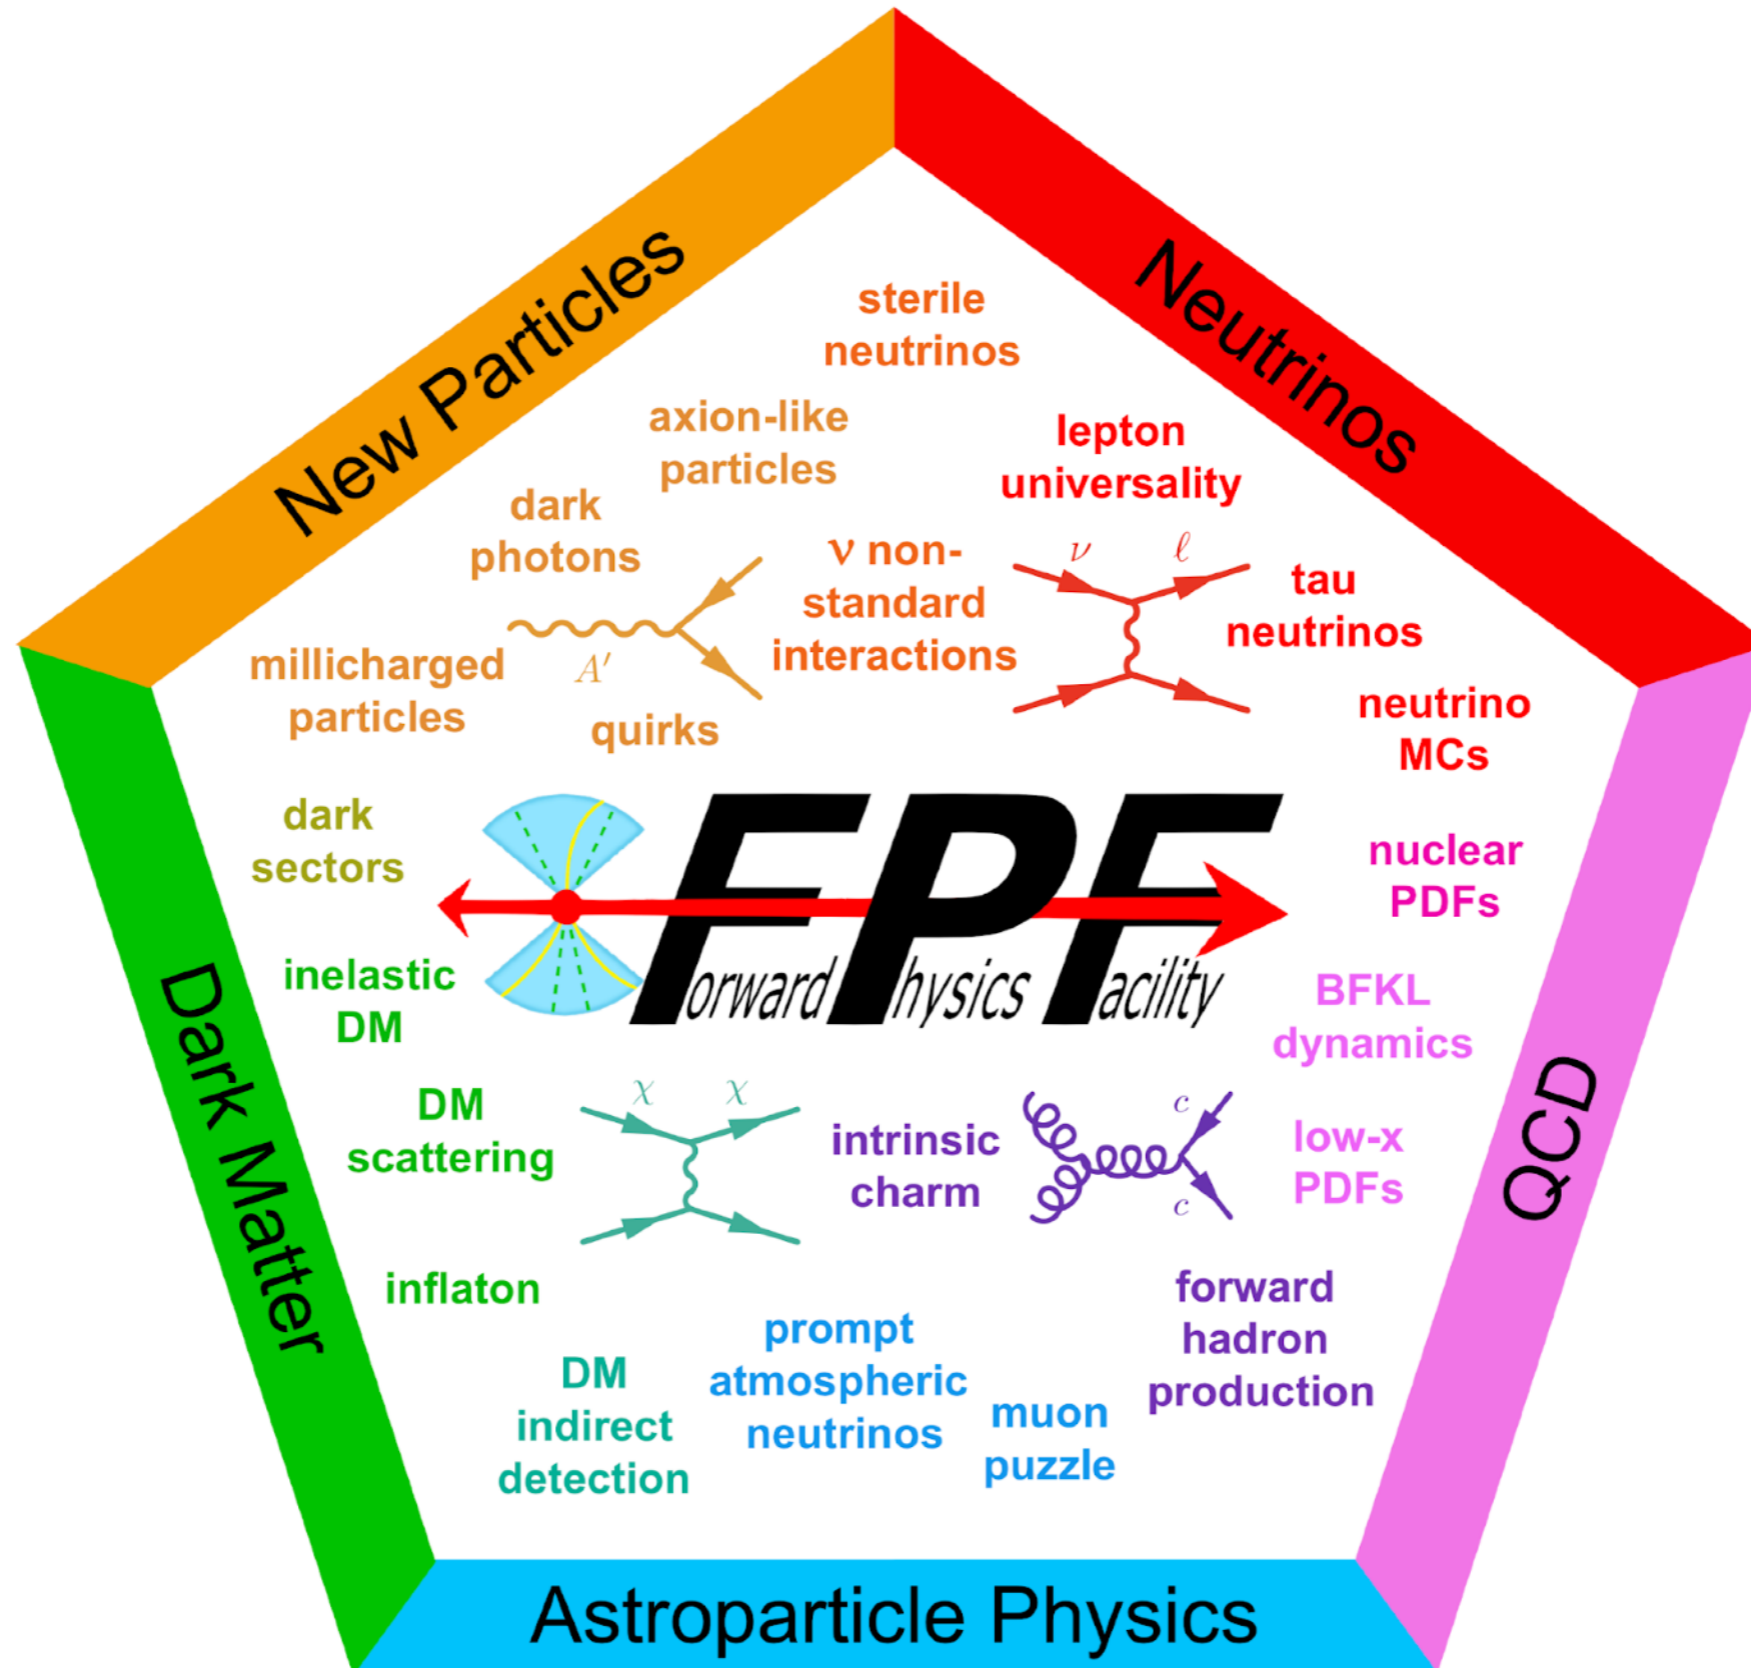 New Particles
Neutrinos
sterile
neutrinos
axion-like
particles
lepton
universality
dark
photons
ν non-
standard
interactions
ν
ℓ
tau
neutrinos
millicharged
particles
A′
quirks
neutrino
MCs
dark
sectors
Forward Physics Facility
nuclear
PDFs
inelastic
DM
BFKL
dynamics
Dark Matter
QCD
DM
scattering
χ
χ
intrinsic
charm
c
c
low-x
PDFs
inflaton
forward
hadron
production
prompt
atmospheric
neutrinos
DM
indirect
detection
muon
puzzle
Astroparticle Physics